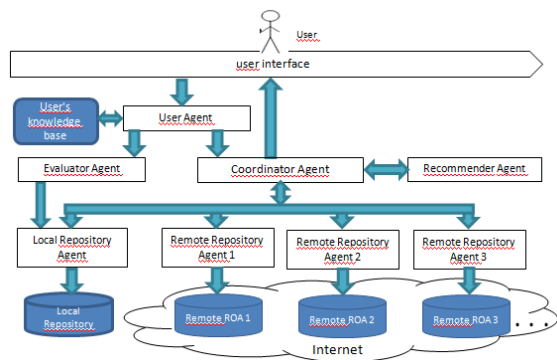 User
user interface
User's
knowledge
base
User Agent
Evaluator Agent
Coordinator Agent
Recommender Agent
Local Repository
Agent
Remote Repository
Agent 1
Remote Repository
Agent 2
Remote Repository
Agent 3
Local
Repository
Remote ROA 1
Remote ROA 2
Remote ROA 3
. . .
Internet